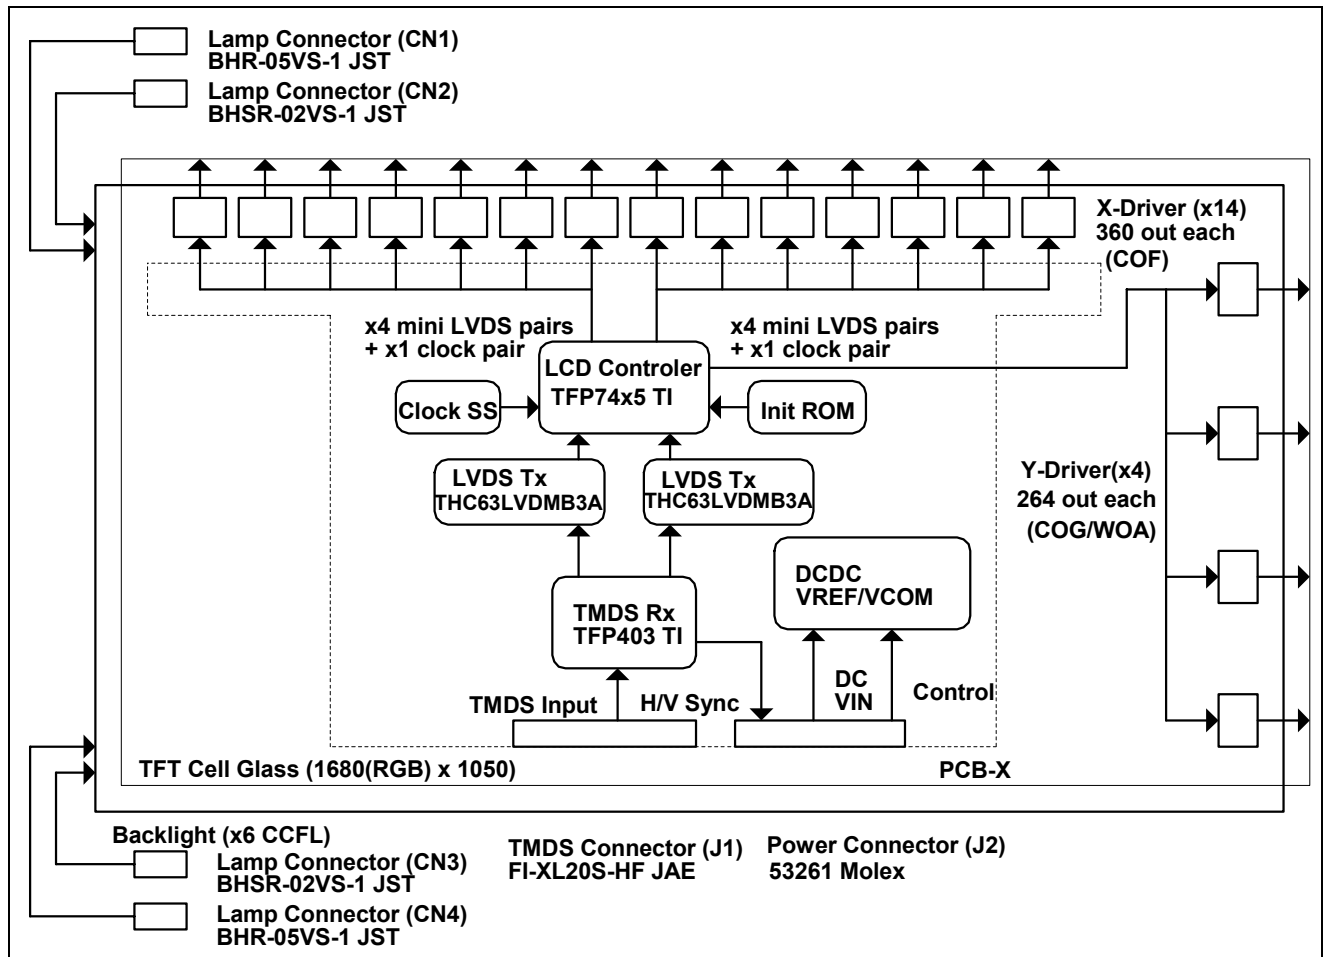 Lamp Connector (CN1)
BHR-05VS-1 JST
Lamp Connector (CN2)
BHSR-02VS-1 JST
X-Driver (x14)
360 out each
(COF)
x4 mini LVDS pairs
+ x1 clock pair
x4 mini LVDS pairs
+ x1 clock pair
LCD Controler
TFP74x5 TI
Clock SS
Init ROM
LVDS Tx
THC63LVDMB3A
LVDS Tx
THC63LVDMB3A
Y-Driver(x4)
264 out each
(COG/WOA)
DCDC
VREF/VCOM
TMDS Rx
TFP403 TI
TMDS Input
H/V Sync
DC
VIN
Control
TFT Cell Glass (1680(RGB) x 1050)
PCB-X
Backlight (x6 CCFL)
Lamp Connector (CN3)
BHSR-02VS-1 JST
TMDS Connector (J1)
FI-XL20S-HF JAE
Power Connector (J2)
53261 Molex
Lamp Connector (CN4)
BHR-05VS-1 JST